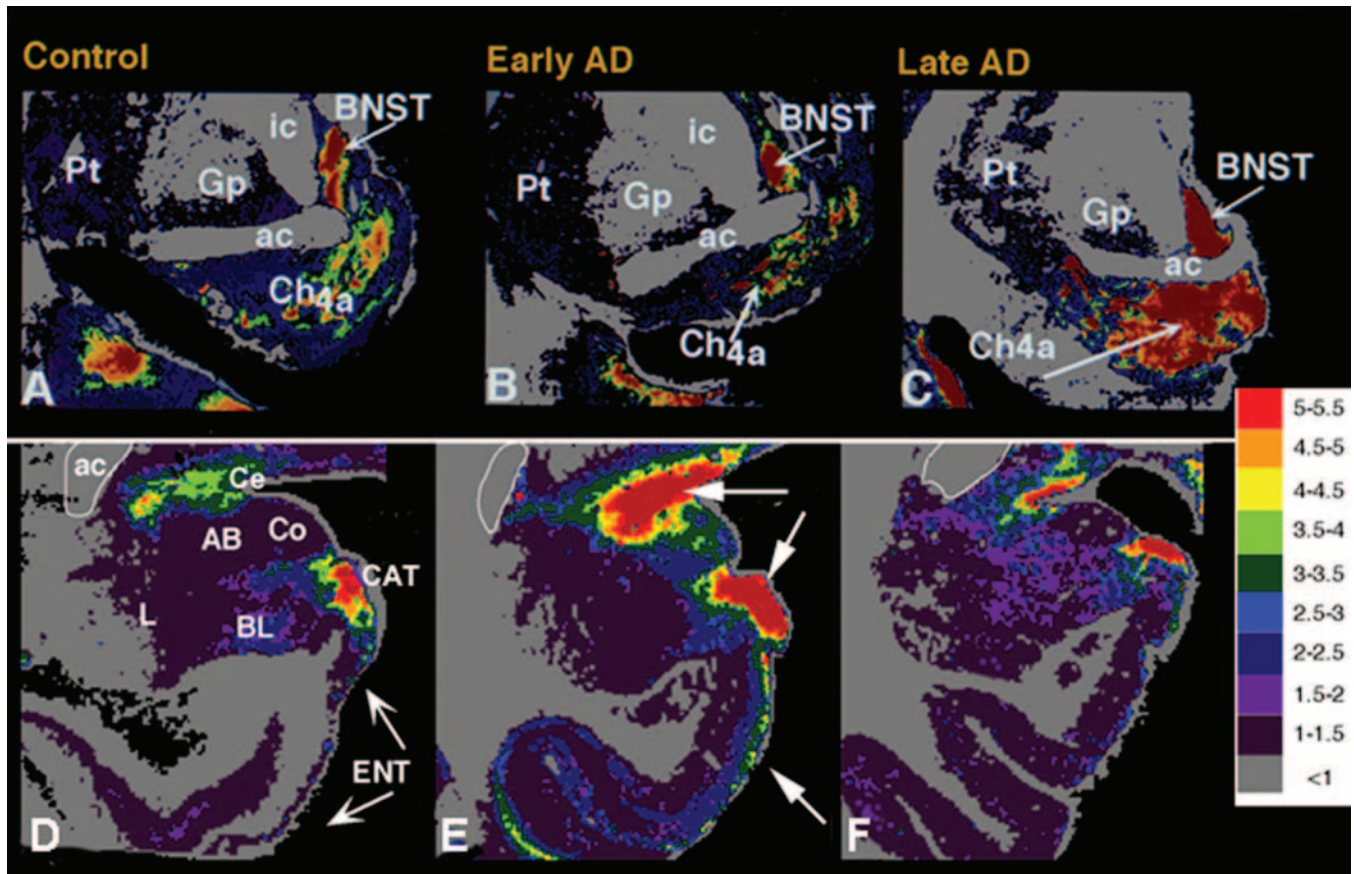 Control
Early AD
Late AD
BNST
ic
Pt
Gp
ac
Ch4a
A
BNST
ic
Pt
Gp
ac
Ch4a
B
BNST
Pt
Gp
ac
Ch4a
C
ac
Ce
AB
Co
CAT
L
BL
ENT
D
E
F
5-5.5
4.5-5
4-4.5
3.5-4
3-3.5
2.5-3
2-2.5
1.5-2
1-1.5
<1